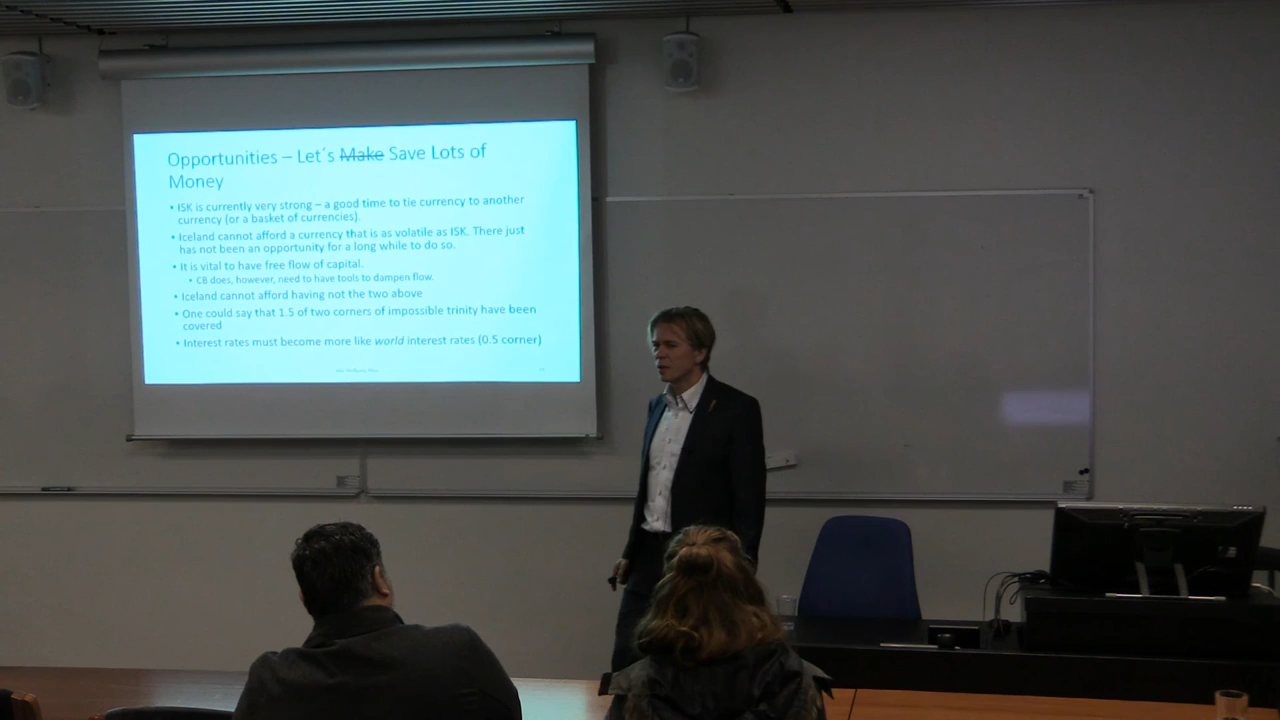 Opportunities – Let´s Make Save Lots of
Money
• ISK is currently very strong – a good time to tie currency to another
currency (or a basket of currencies).
• Iceland cannot afford a currency that is as volatile as ISK. There just
has not been an opportunity for a long while to do so.
• It is vital to have free flow of capital.
• CB does, however, need to have tools to dampen flow.
• Iceland cannot afford having not the two above
• One could say that 1.5 of two corners of impossible trinity have been
covered
• Interest rates must become more like world interest rates (0.5 corner)